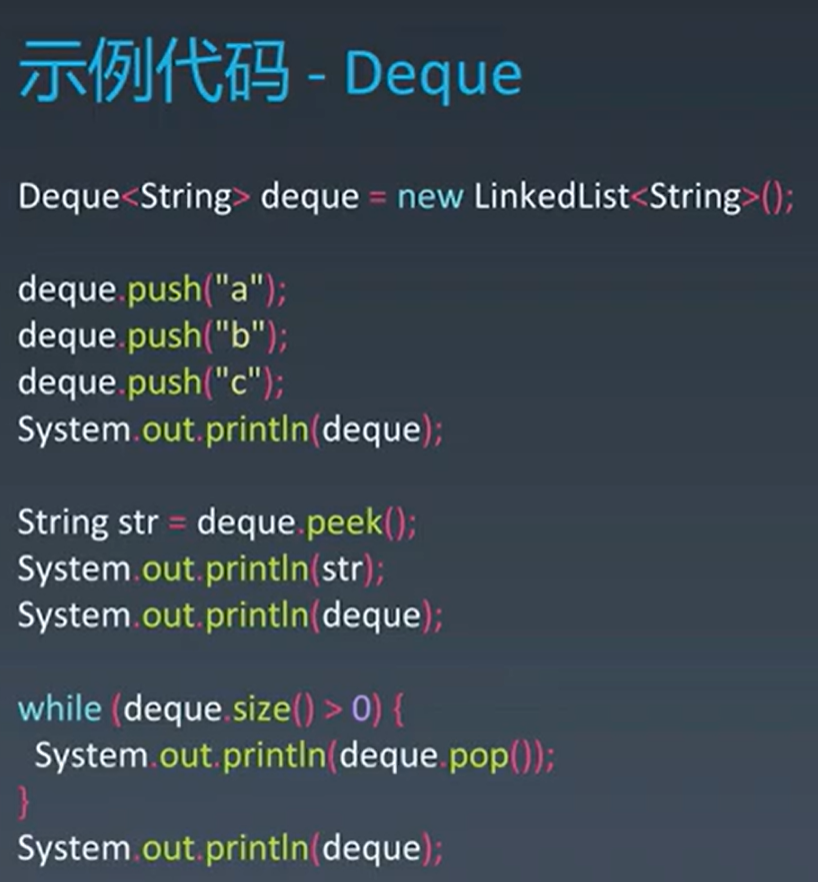 示例代码 - Deque
Deque<String> deque = new LinkedList<String>();
deque.push("a");
deque.push("b");
deque.push("c");
System.out.println(deque);
String str = deque.peek();
System.out.println(str);
System.out.println(deque);
while (deque.size() > 0) {
  System.out.println(deque.pop());
}
System.out.println(deque);